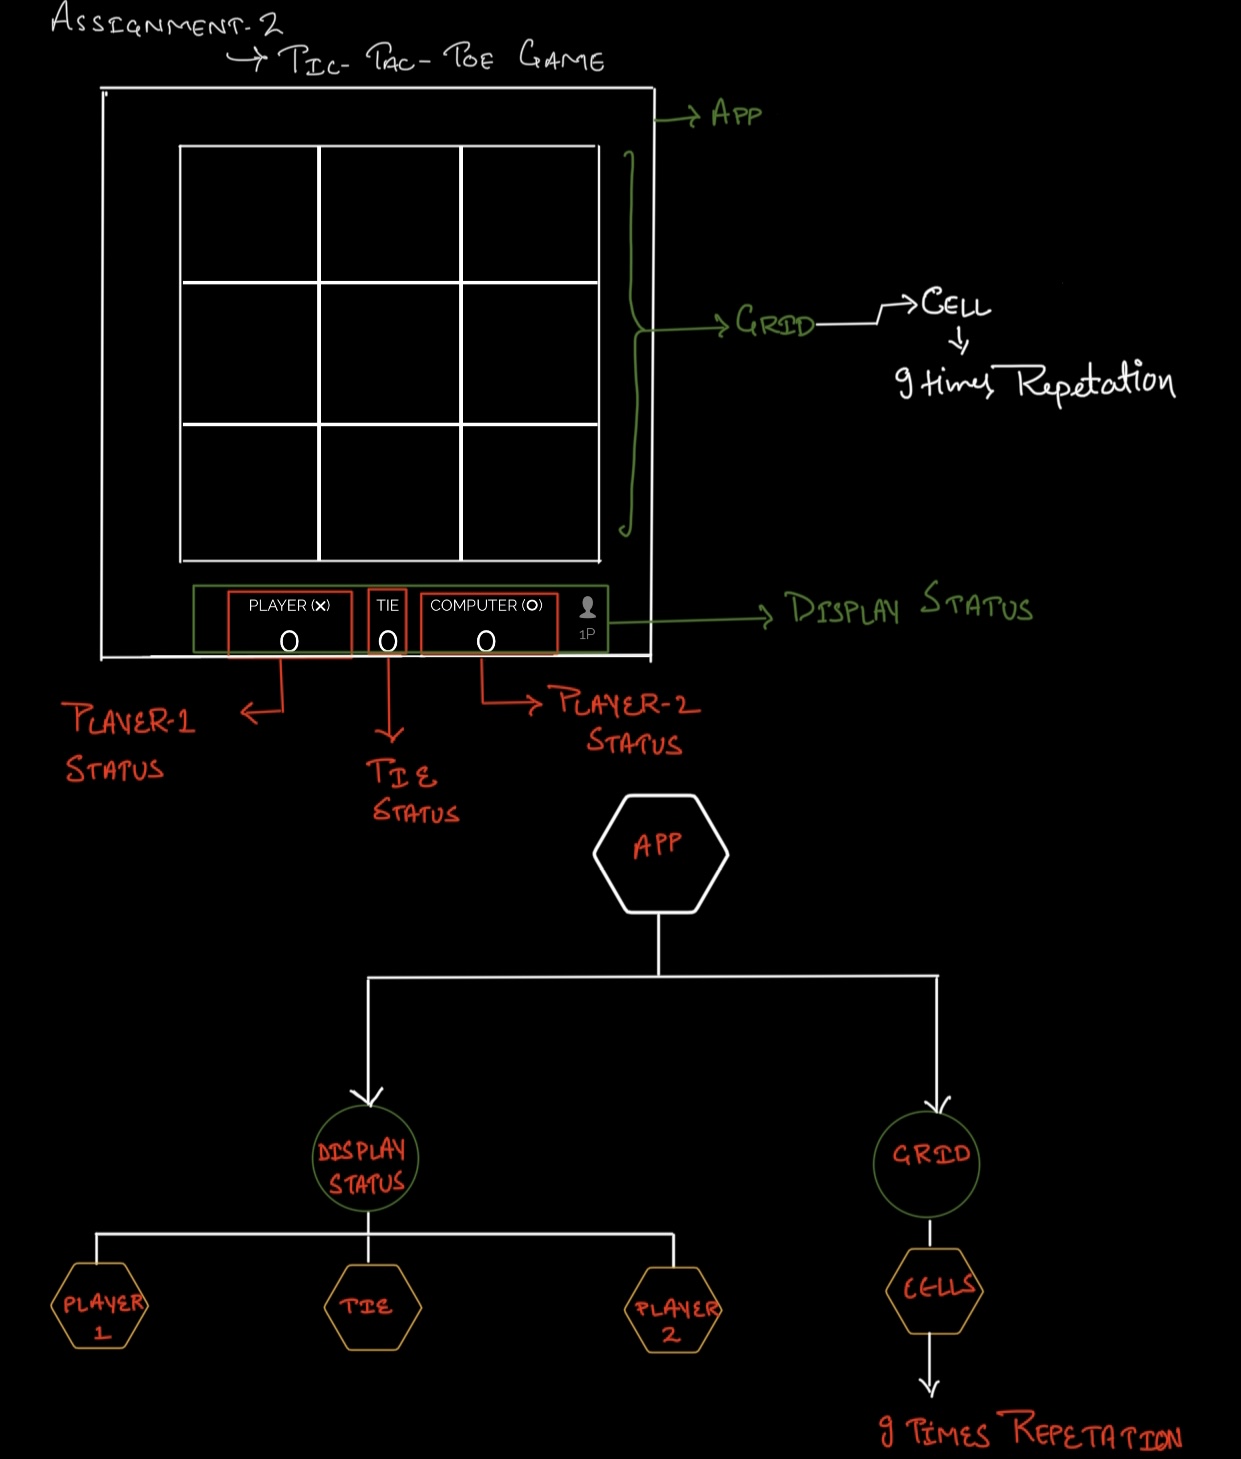 ASSIGNMENT-2
→ TIC-TAC-TOE GAME
→ APP
→ GRID → CELL
↓
9 times Repetation
PLAYER (X) TIE COMPUTER (O)
0 0 0 1P
→ DISPLAY STATUS
PLAYER-1
STATUS
TIE
STATUS
PLAYER-2
STATUS
APP
DISPLAY
STATUS
GRID
PLAYER
1
TIE
PLAYER
2
CELLS
9 TIMES REPETATION